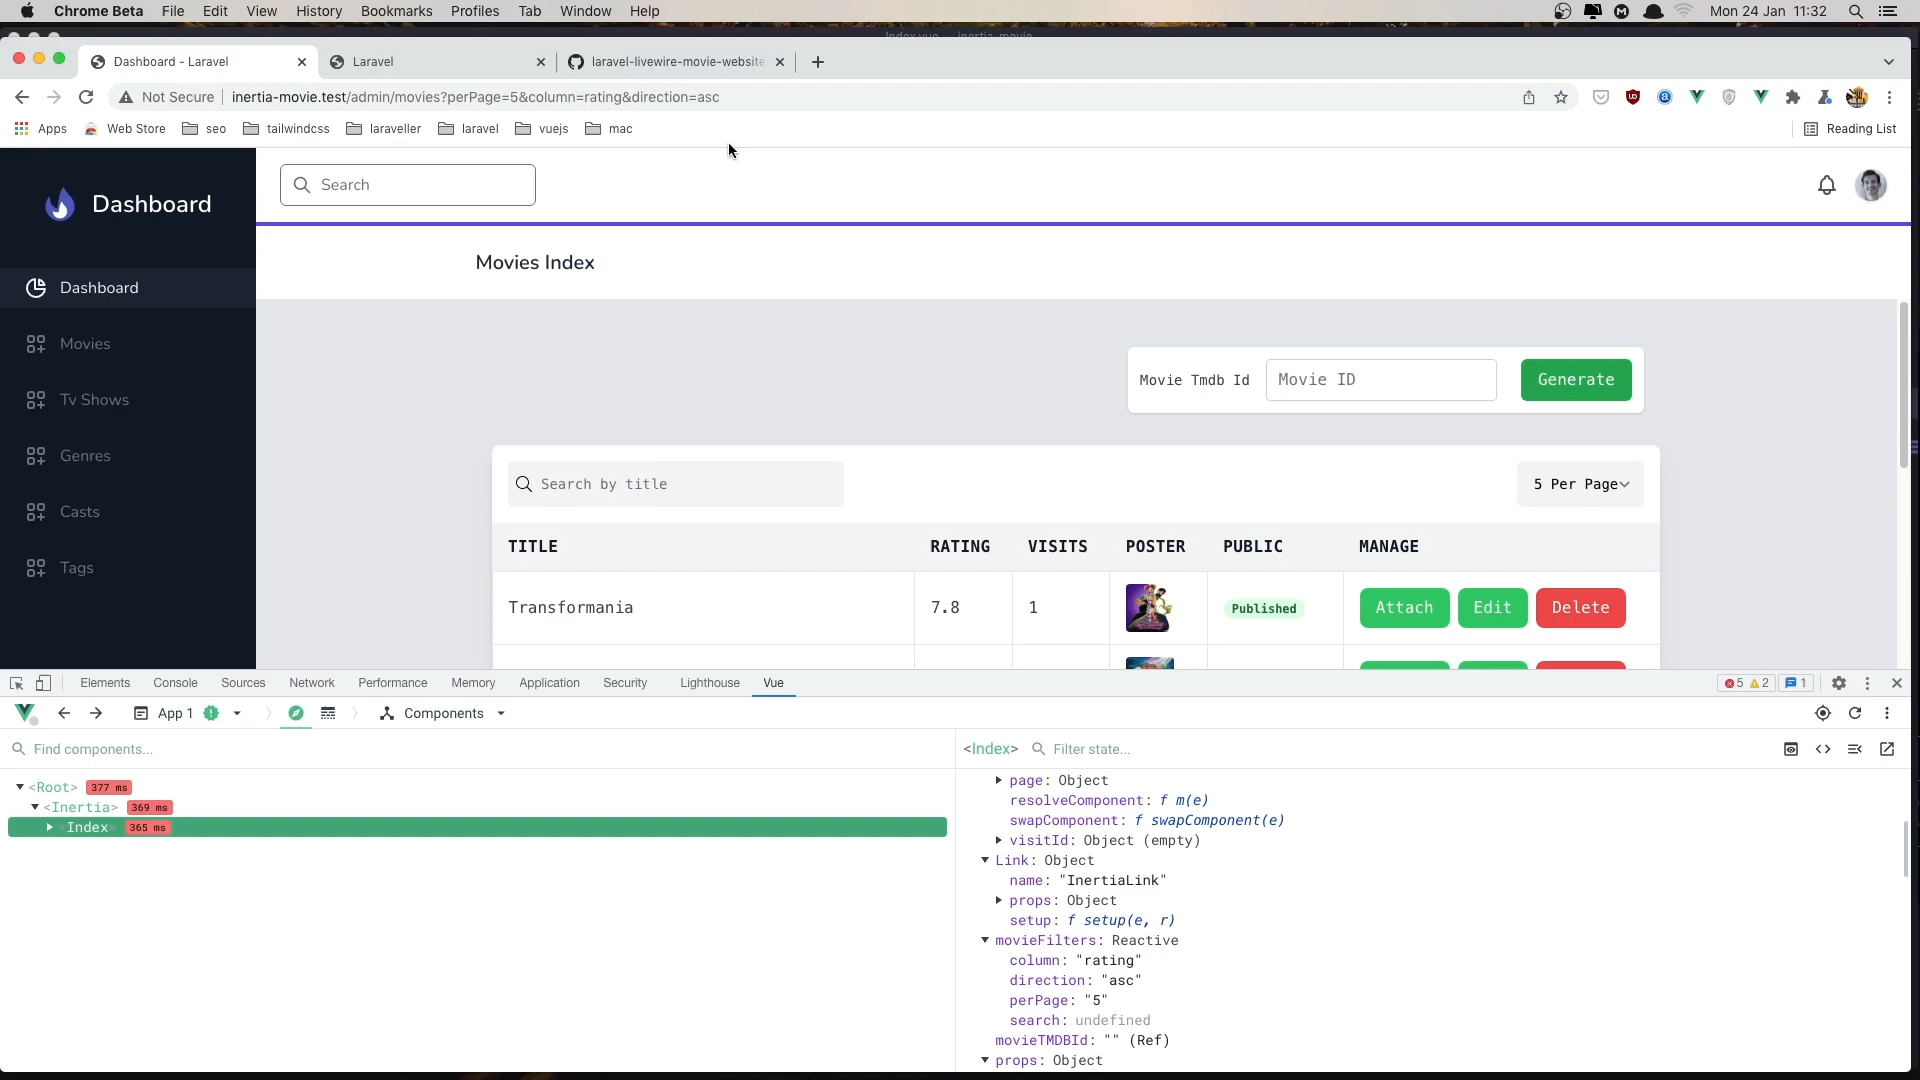 Chrome Beta File Edit View History Bookmarks Profiles Tab Window Help Mon 24 Jan 11:32
Index.vue — inertia-movie
Dashboard - Laravel Laravel laravel-livewire-movie-website
Not Secure inertia-movie.test/admin/movies?perPage=5&column=rating&direction=asc
Apps Web Store seo tailwindcss laraveller laravel vuejs mac Reading List
Dashboard
Search
Movies Index
Dashboard
Movies
Tv Shows
Genres
Casts
Tags
Movie Tmdb Id Movie ID Generate
Search by title 5 Per Page
TITLE RATING VISITS POSTER PUBLIC MANAGE
Transformania 7.8 1 Published Attach Edit Delete
Elements Console Sources Network Performance Memory Application Security Lighthouse Vue 5 2 1
App 1 Components
Find components...
<Root> 377 ms
<Inertia> 369 ms
Index 365 ms
<Index> Filter state...
page: Object
resolveComponent: f m(e)
swapComponent: f swapComponent(e)
visitId: Object (empty)
Link: Object
name: "InertiaLink"
props: Object
setup: f setup(e, r)
movieFilters: Reactive
column: "rating"
direction: "asc"
perPage: "5"
search: undefined
movieTMDBId: "" (Ref)
props: Object